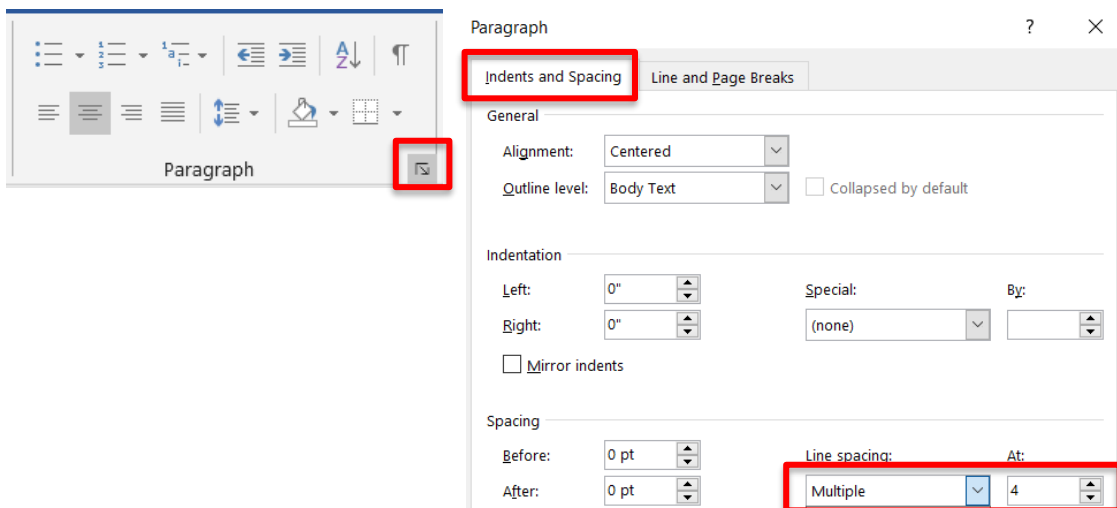 Paragraph
Paragraph ?
Indents and Spacing Line and Page Breaks
General
Alignment: Centered
Outline level: Body Text Collapsed by default
Indentation
Left: 0" Special: By:
Right: 0" (none)
Mirror indents
Spacing
Before: 0 pt Line spacing: At:
After: 0 pt Multiple 4